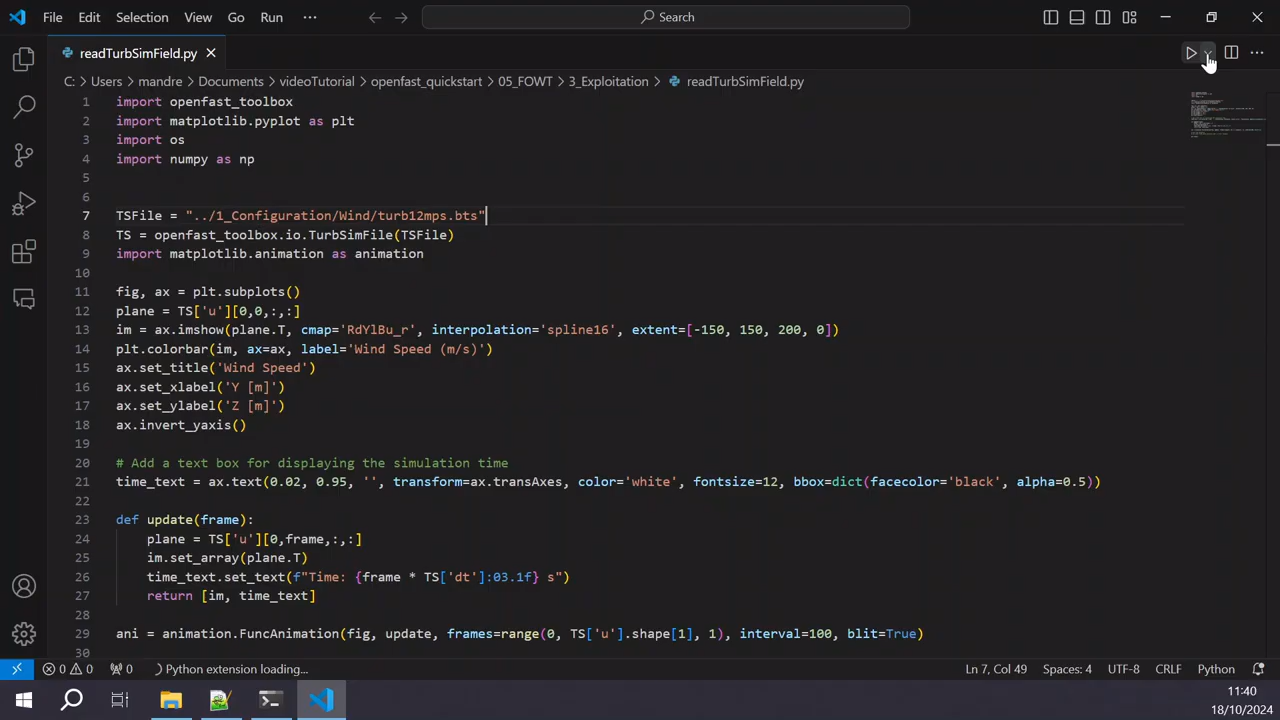 File Edit Selection View Go Run ··· Search
readTurbSimField.py
C: > Users > mandre > Documents > videoTutorial > openfast_quickstart > 05_FOWT > 3_Exploitation > readTurbSimField.py
1 import openfast_toolbox
2 import matplotlib.pyplot as plt
3 import os
4 import numpy as np
5
6
7 TSFile = "../1_Configuration/Wind/turb12mps.bts"
8 TS = openfast_toolbox.io.TurbSimFile(TSFile)
9 import matplotlib.animation as animation
10
11 fig, ax = plt.subplots()
12 plane = TS['u'][0,0,:,:]
13 im = ax.imshow(plane.T, cmap='RdYlBu_r', interpolation='spline16', extent=[-150, 150, 200, 0])
14 plt.colorbar(im, ax=ax, label='Wind Speed (m/s)')
15 ax.set_title('Wind Speed')
16 ax.set_xlabel('Y [m]')
17 ax.set_ylabel('Z [m]')
18 ax.invert_yaxis()
19
20 # Add a text box for displaying the simulation time
21 time_text = ax.text(0.02, 0.95, '', transform=ax.transAxes, color='white', fontsize=12, bbox=dict(facecolor='black', alpha=0.5))
22
23 def update(frame):
24 plane = TS['u'][0,frame,:,:]
25 im.set_array(plane.T)
26 time_text.set_text(f"Time: {frame * TS['dt']:03.1f} s")
27 return [im, time_text]
28
29 ani = animation.FuncAnimation(fig, update, frames=range(0, TS['u'].shape[1], 1), interval=100, blit=True)
30
0 0 0 Python extension loading... Ln 7, Col 49 Spaces: 4 UTF-8 CRLF Python
11:40
18/10/2024